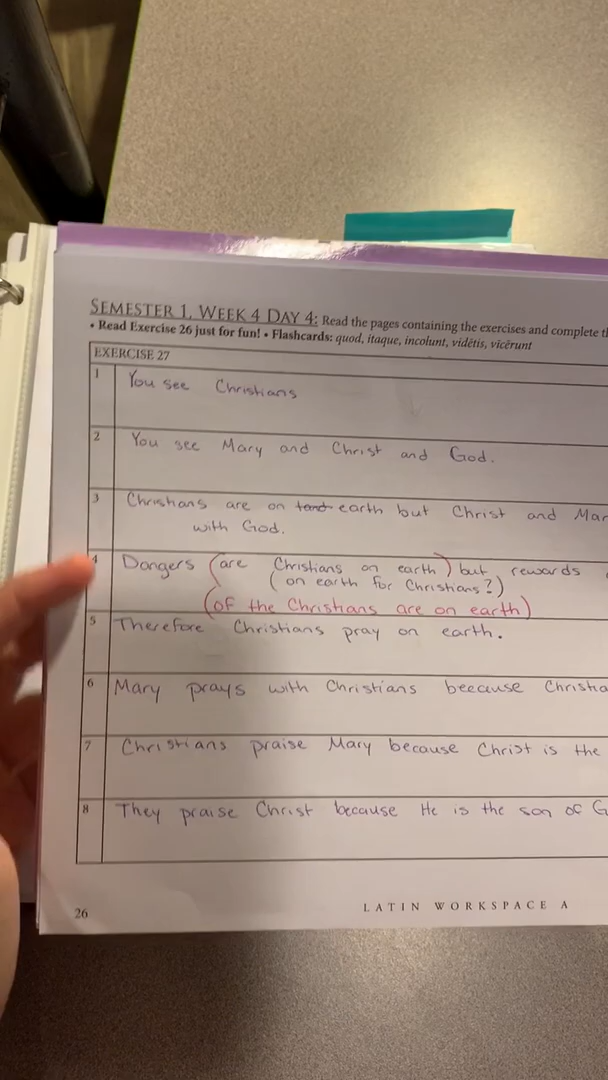 SEMESTER 1, WEEK 4 DAY 4: Read the pages containing the exercises and complete th
• Read Exercise 26 just for fun! • Flashcards: quod, itaque, incolunt, vidētis, vīcērunt
EXERCISE 27
1 You see Christians
2 You see Mary and Christ and God.
3 Christians are on tand earth but Christ and Mar
with God.
4 Dangers (are Christians on earth) but rewards
(on earth for Christians?)
(of the Christians are on earth)
5 Therefore Christians pray on earth.
6 Mary prays with Christians beecause Christia
7 Christians praise Mary because Christ is the
8 They praise Christ because He is the son of G
26
LATIN WORKSPACE A